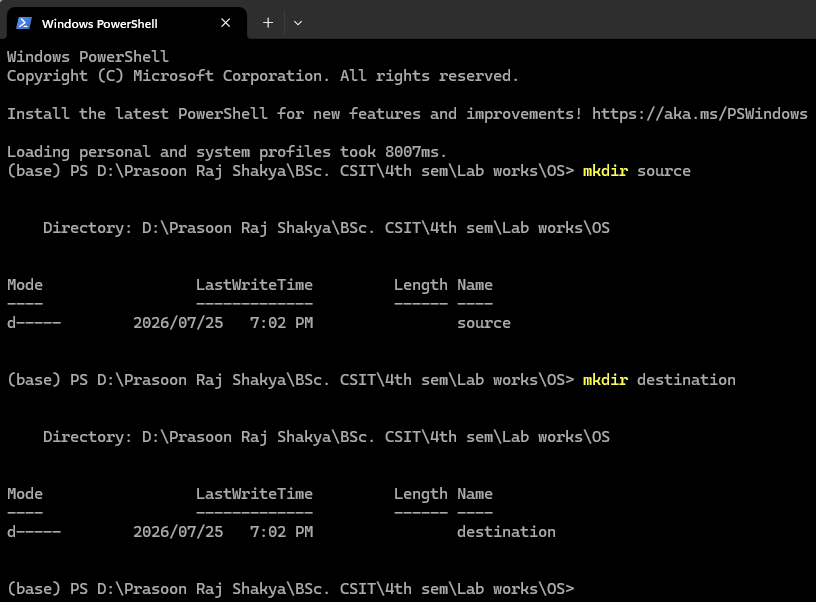 Windows PowerShell
Windows PowerShell
Copyright (C) Microsoft Corporation. All rights reserved.
Install the latest PowerShell for new features and improvements! https://aka.ms/PSWindows
Loading personal and system profiles took 8007ms.
(base) PS D:\Prasoon Raj Shakya\BSc. CSIT\4th sem\Lab works\OS> mkdir source
    Directory: D:\Prasoon Raj Shakya\BSc. CSIT\4th sem\Lab works\OS
Mode                 LastWriteTime         Length Name
----                 -------------         ------ ----
d-----        2026/07/25   7:02 PM                source
(base) PS D:\Prasoon Raj Shakya\BSc. CSIT\4th sem\Lab works\OS> mkdir destination
    Directory: D:\Prasoon Raj Shakya\BSc. CSIT\4th sem\Lab works\OS
Mode                 LastWriteTime         Length Name
----                 -------------         ------ ----
d-----        2026/07/25   7:02 PM                destination
(base) PS D:\Prasoon Raj Shakya\BSc. CSIT\4th sem\Lab works\OS>